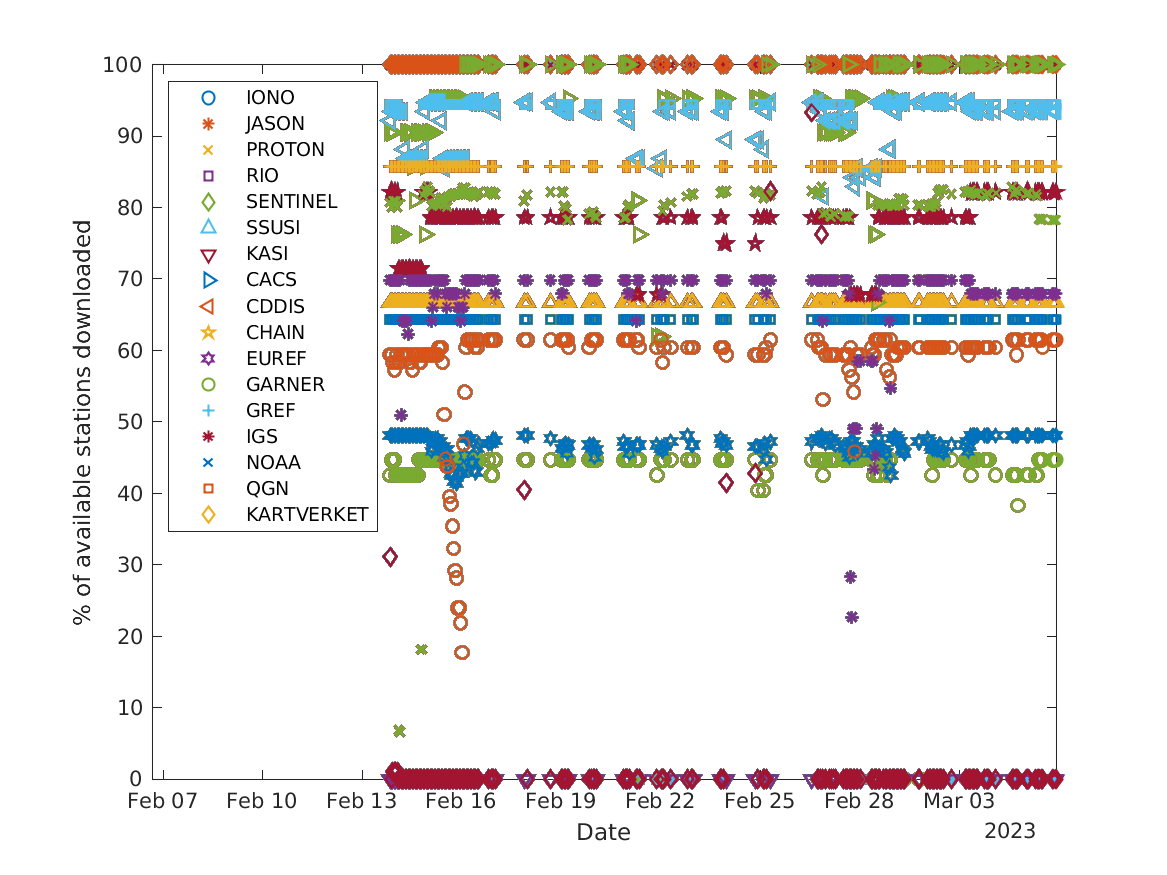 % of available stations downloaded
100
90
80
70
60
50
40
30
20
10
0
IONO
JASON
PROTON
RIO
SENTINEL
SSUSI
KASI
CACS
CDDIS
CHAIN
EUREF
GARNER
GREF
IGS
NOAA
QGN
KARTVERKET
Feb 07 Feb 10 Feb 13 Feb 16 Feb 19 Feb 22 Feb 25 Feb 28 Mar 03
Date
2023